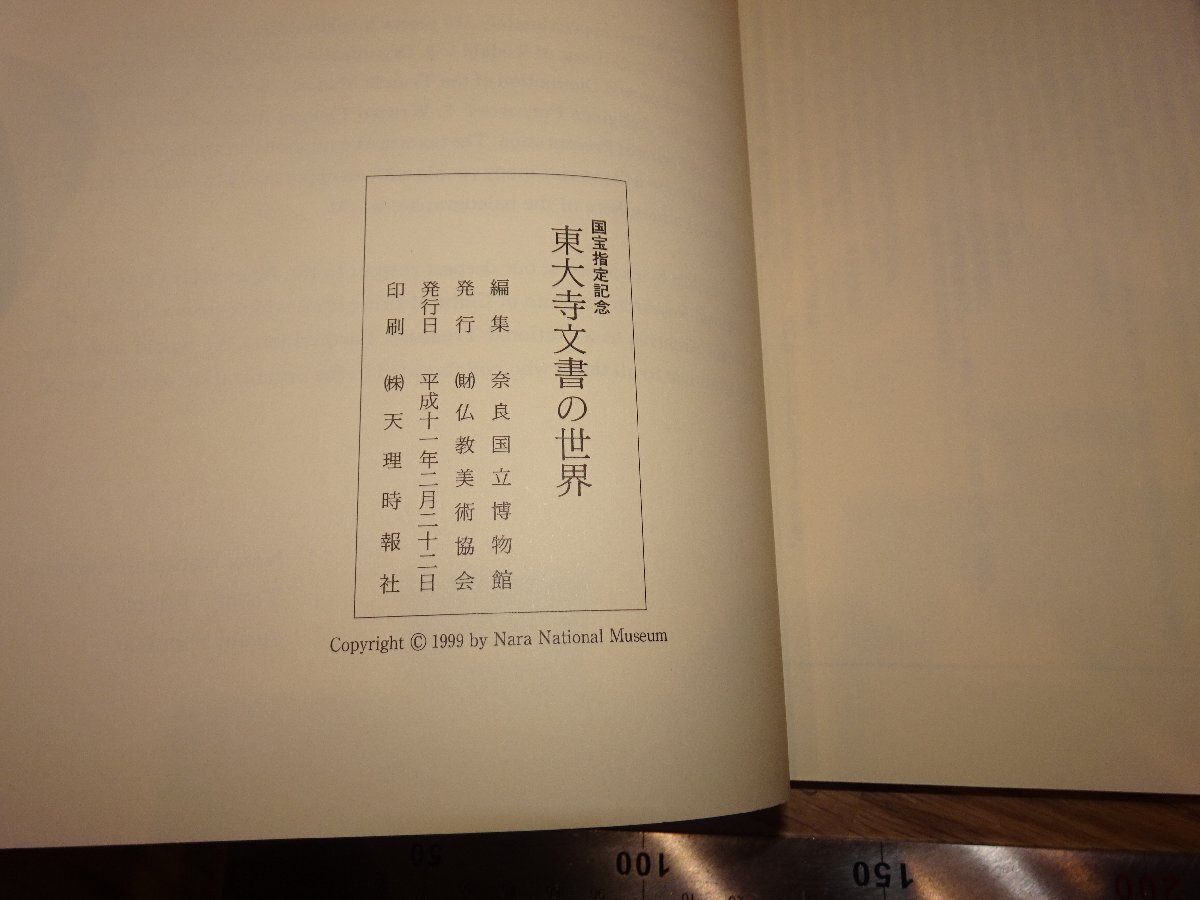 国宝指定記念
東大寺文書の世界
編集 奈良国立博物館
発行 ㈶仏教美術協会
発行日 平成十一年二月二十二日
印刷 ㈱天理時報社
Copyright © 1999 by Nara National Museum
50
100
150
200